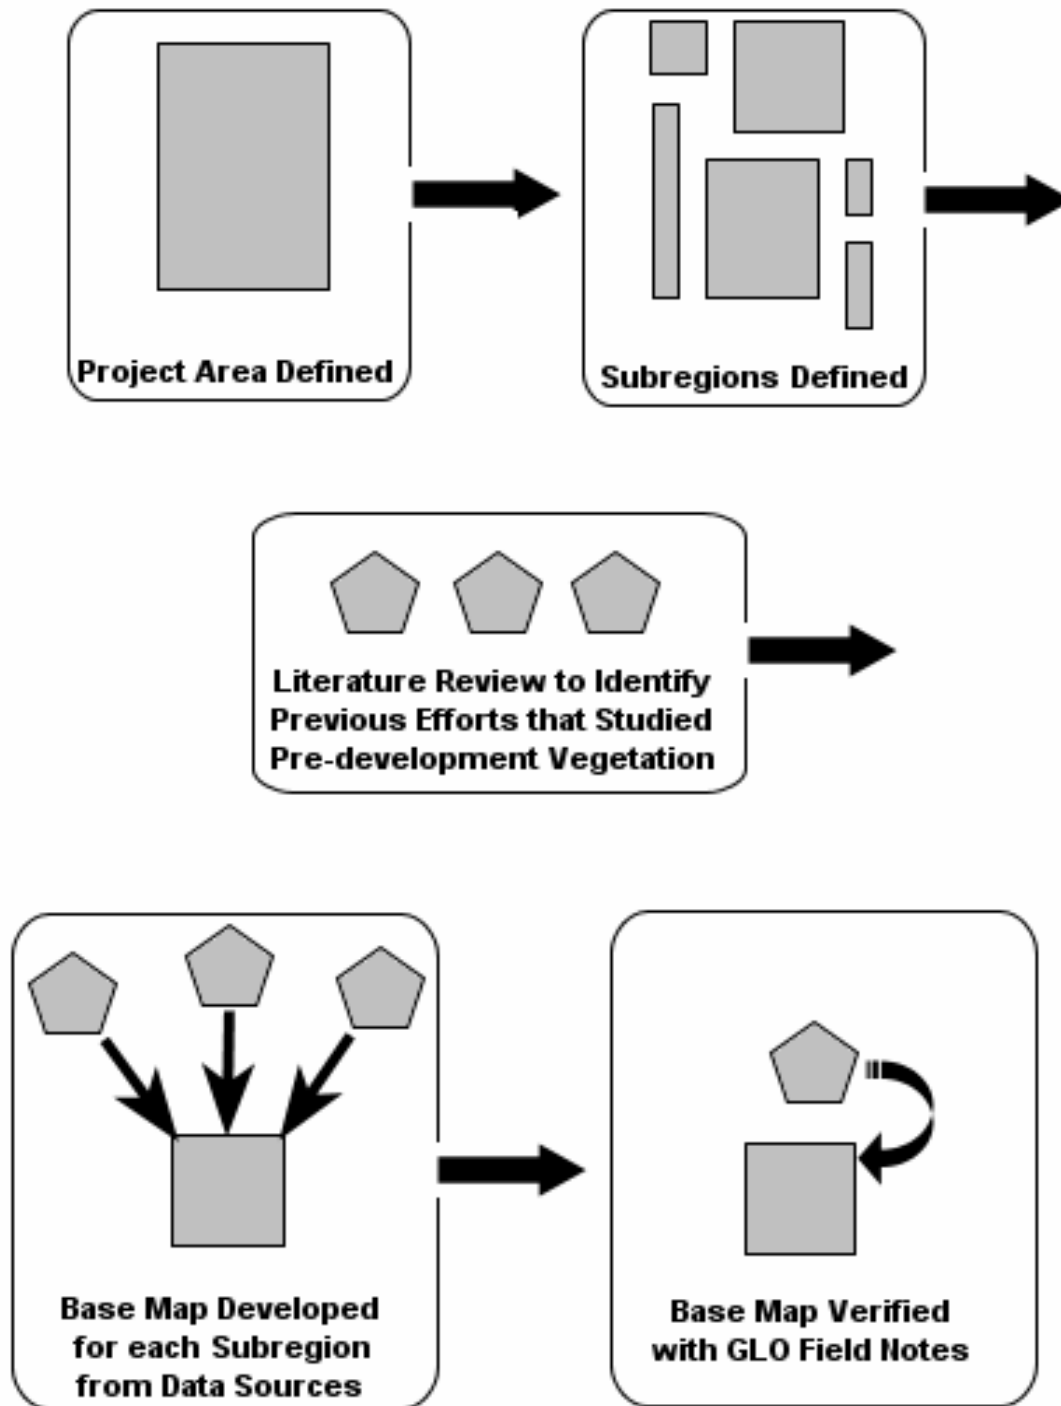 Project Area Defined
Subregions Defined
Literature Review to Identify
Previous Efforts that Studied
Pre-development Vegetation
Base Map Developed
for each Subregion
from Data Sources
Base Map Verified
with GLO Field Notes